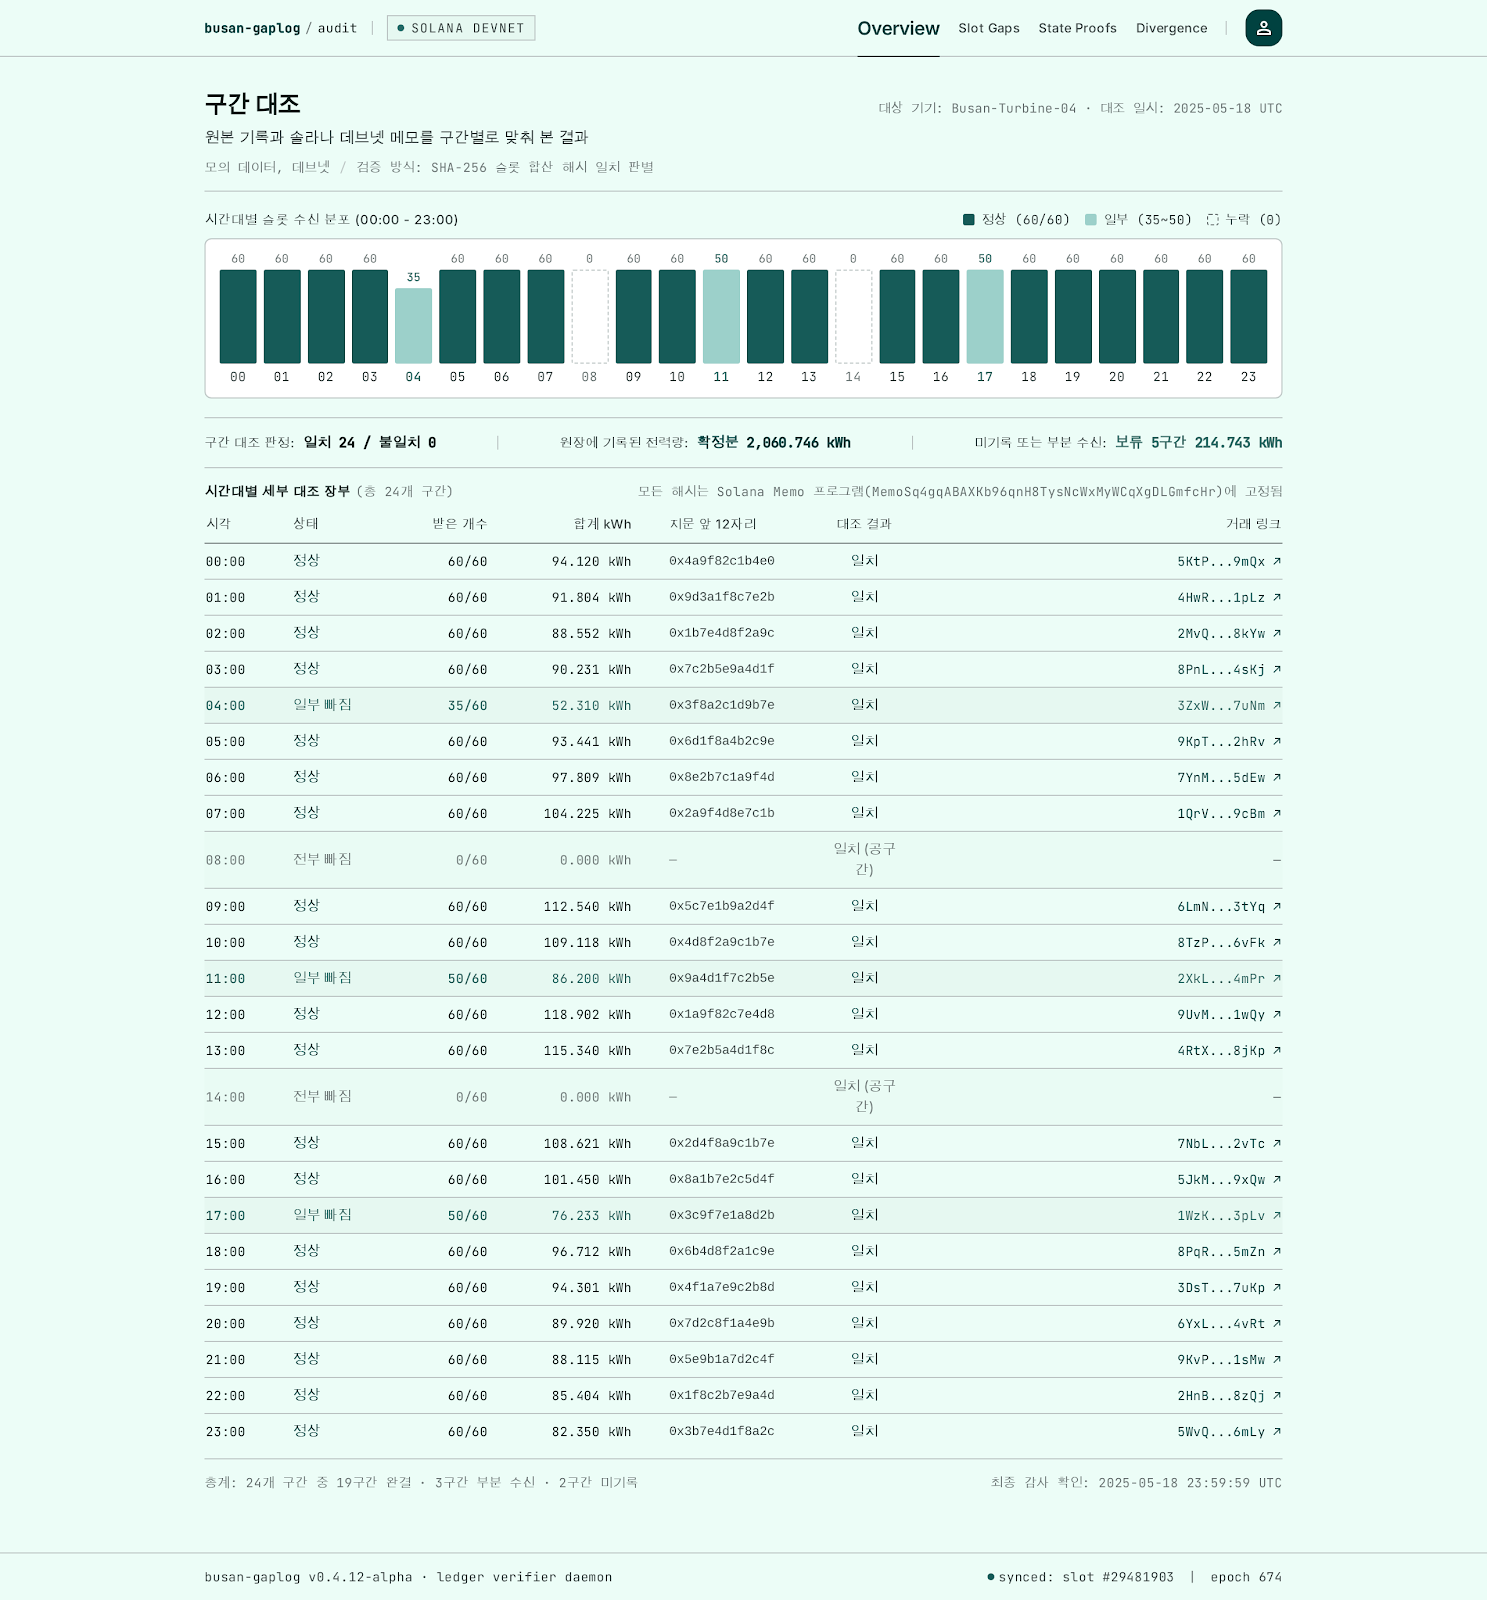 busan-gaplog / audit | SOLANA DEVNET
Overview Slot Gaps State Proofs Divergence
구간 대조
대상 기기: Busan-Turbine-04 · 대조 일시: 2025-05-18 UTC
원본 기록과 솔라나 데브넷 메모를 구간별로 맞춰 본 결과
모의 데이터, 데브넷 / 검증 방식: SHA-256 슬롯 합산 해시 일치 판별
시간대별 슬롯 수신 분포 (00:00 - 23:00)
정상 (60/60) 일부 (35~50) 누락 (0)
60 60 60 60 35 60 60 60 0 60 60 50 60 60 0 60 60 50 60 60 60 60 60 60
00 01 02 03 04 05 06 07 08 09 10 11 12 13 14 15 16 17 18 19 20 21 22 23
구간 대조 판정: 일치 24 / 불일치 0 | 원장에 기록된 전력량: 확정분 2,060.746 kWh | 미기록 또는 부분 수신: 보류 5구간 214.743 kWh
시간대별 세부 대조 장부 (총 24개 구간)
모든 해시는 Solana Memo 프로그램(MemoSq4gqABAXKb96qnH8TysNcWxMyWCqXgDLGmfcHr)에 고정됨
시각 상태 받은 개수 합계 kWh 지문 앞 12자리 대조 결과 거래 링크
00:00 정상 60/60 94.120 kWh 0x4a9f82c1b4e0 일치 5KtP...9mQx ↗
01:00 정상 60/60 91.804 kWh 0x9d3a1f8c7e2b 일치 4HwR...1pLz ↗
02:00 정상 60/60 88.552 kWh 0x1b7e4d8f2a9c 일치 2MvQ...8kYw ↗
03:00 정상 60/60 90.231 kWh 0x7c2b5e9a4d1f 일치 8PnL...4sKj ↗
04:00 일부 빠짐 35/60 52.310 kWh 0x3f8a2c1d9b7e 일치 3ZxW...7uNm ↗
05:00 정상 60/60 93.441 kWh 0x6d1f8a4b2c9e 일치 9KpT...2hRv ↗
06:00 정상 60/60 97.809 kWh 0x8e2b7c1a9f4d 일치 7YnM...5dEw ↗
07:00 정상 60/60 104.225 kWh 0x2a9f4d8e7c1b 일치 1QrV...9cBm ↗
08:00 전부 빠짐 0/60 0.000 kWh — 일치 (공구
간) —
09:00 정상 60/60 112.540 kWh 0x5c7e1b9a2d4f 일치 6LmN...3tYq ↗
10:00 정상 60/60 109.118 kWh 0x4d8f2a9c1b7e 일치 8TzP...6vFk ↗
11:00 일부 빠짐 50/60 86.200 kWh 0x9a4d1f7c2b5e 일치 2XkL...4mPr ↗
12:00 정상 60/60 118.902 kWh 0x1a9f82c7e4d8 일치 9UvM...1wQy ↗
13:00 정상 60/60 115.340 kWh 0x7e2b5a4d1f8c 일치 4RtX...8jKp ↗
14:00 전부 빠짐 0/60 0.000 kWh — 일치 (공구
간) —
15:00 정상 60/60 108.621 kWh 0x2d4f8a9c1b7e 일치 7NbL...2vTc ↗
16:00 정상 60/60 101.450 kWh 0x8a1b7e2c5d4f 일치 5JkM...9xQw ↗
17:00 일부 빠짐 50/60 76.233 kWh 0x3c9f7e1a8d2b 일치 1WzK...3pLv ↗
18:00 정상 60/60 96.712 kWh 0x6b4d8f2a1c9e 일치 8PqR...5mZn ↗
19:00 정상 60/60 94.301 kWh 0x4f1a7e9c2b8d 일치 3DsT...7uKp ↗
20:00 정상 60/60 89.920 kWh 0x7d2c8f1a4e9b 일치 6YxL...4vRt ↗
21:00 정상 60/60 88.115 kWh 0x5e9b1a7d2c4f 일치 9KvP...1sMw ↗
22:00 정상 60/60 85.404 kWh 0x1f8c2b7e9a4d 일치 2HnB...8zQj ↗
23:00 정상 60/60 82.350 kWh 0x3b7e4d1f8a2c 일치 5WvQ...6mLy ↗
총계: 24개 구간 중 19구간 완결 · 3구간 부분 수신 · 2구간 미기록
최종 감사 확인: 2025-05-18 23:59:59 UTC
busan-gaplog v0.4.12-alpha · ledger verifier daemon
synced: slot #29481903 | epoch 674